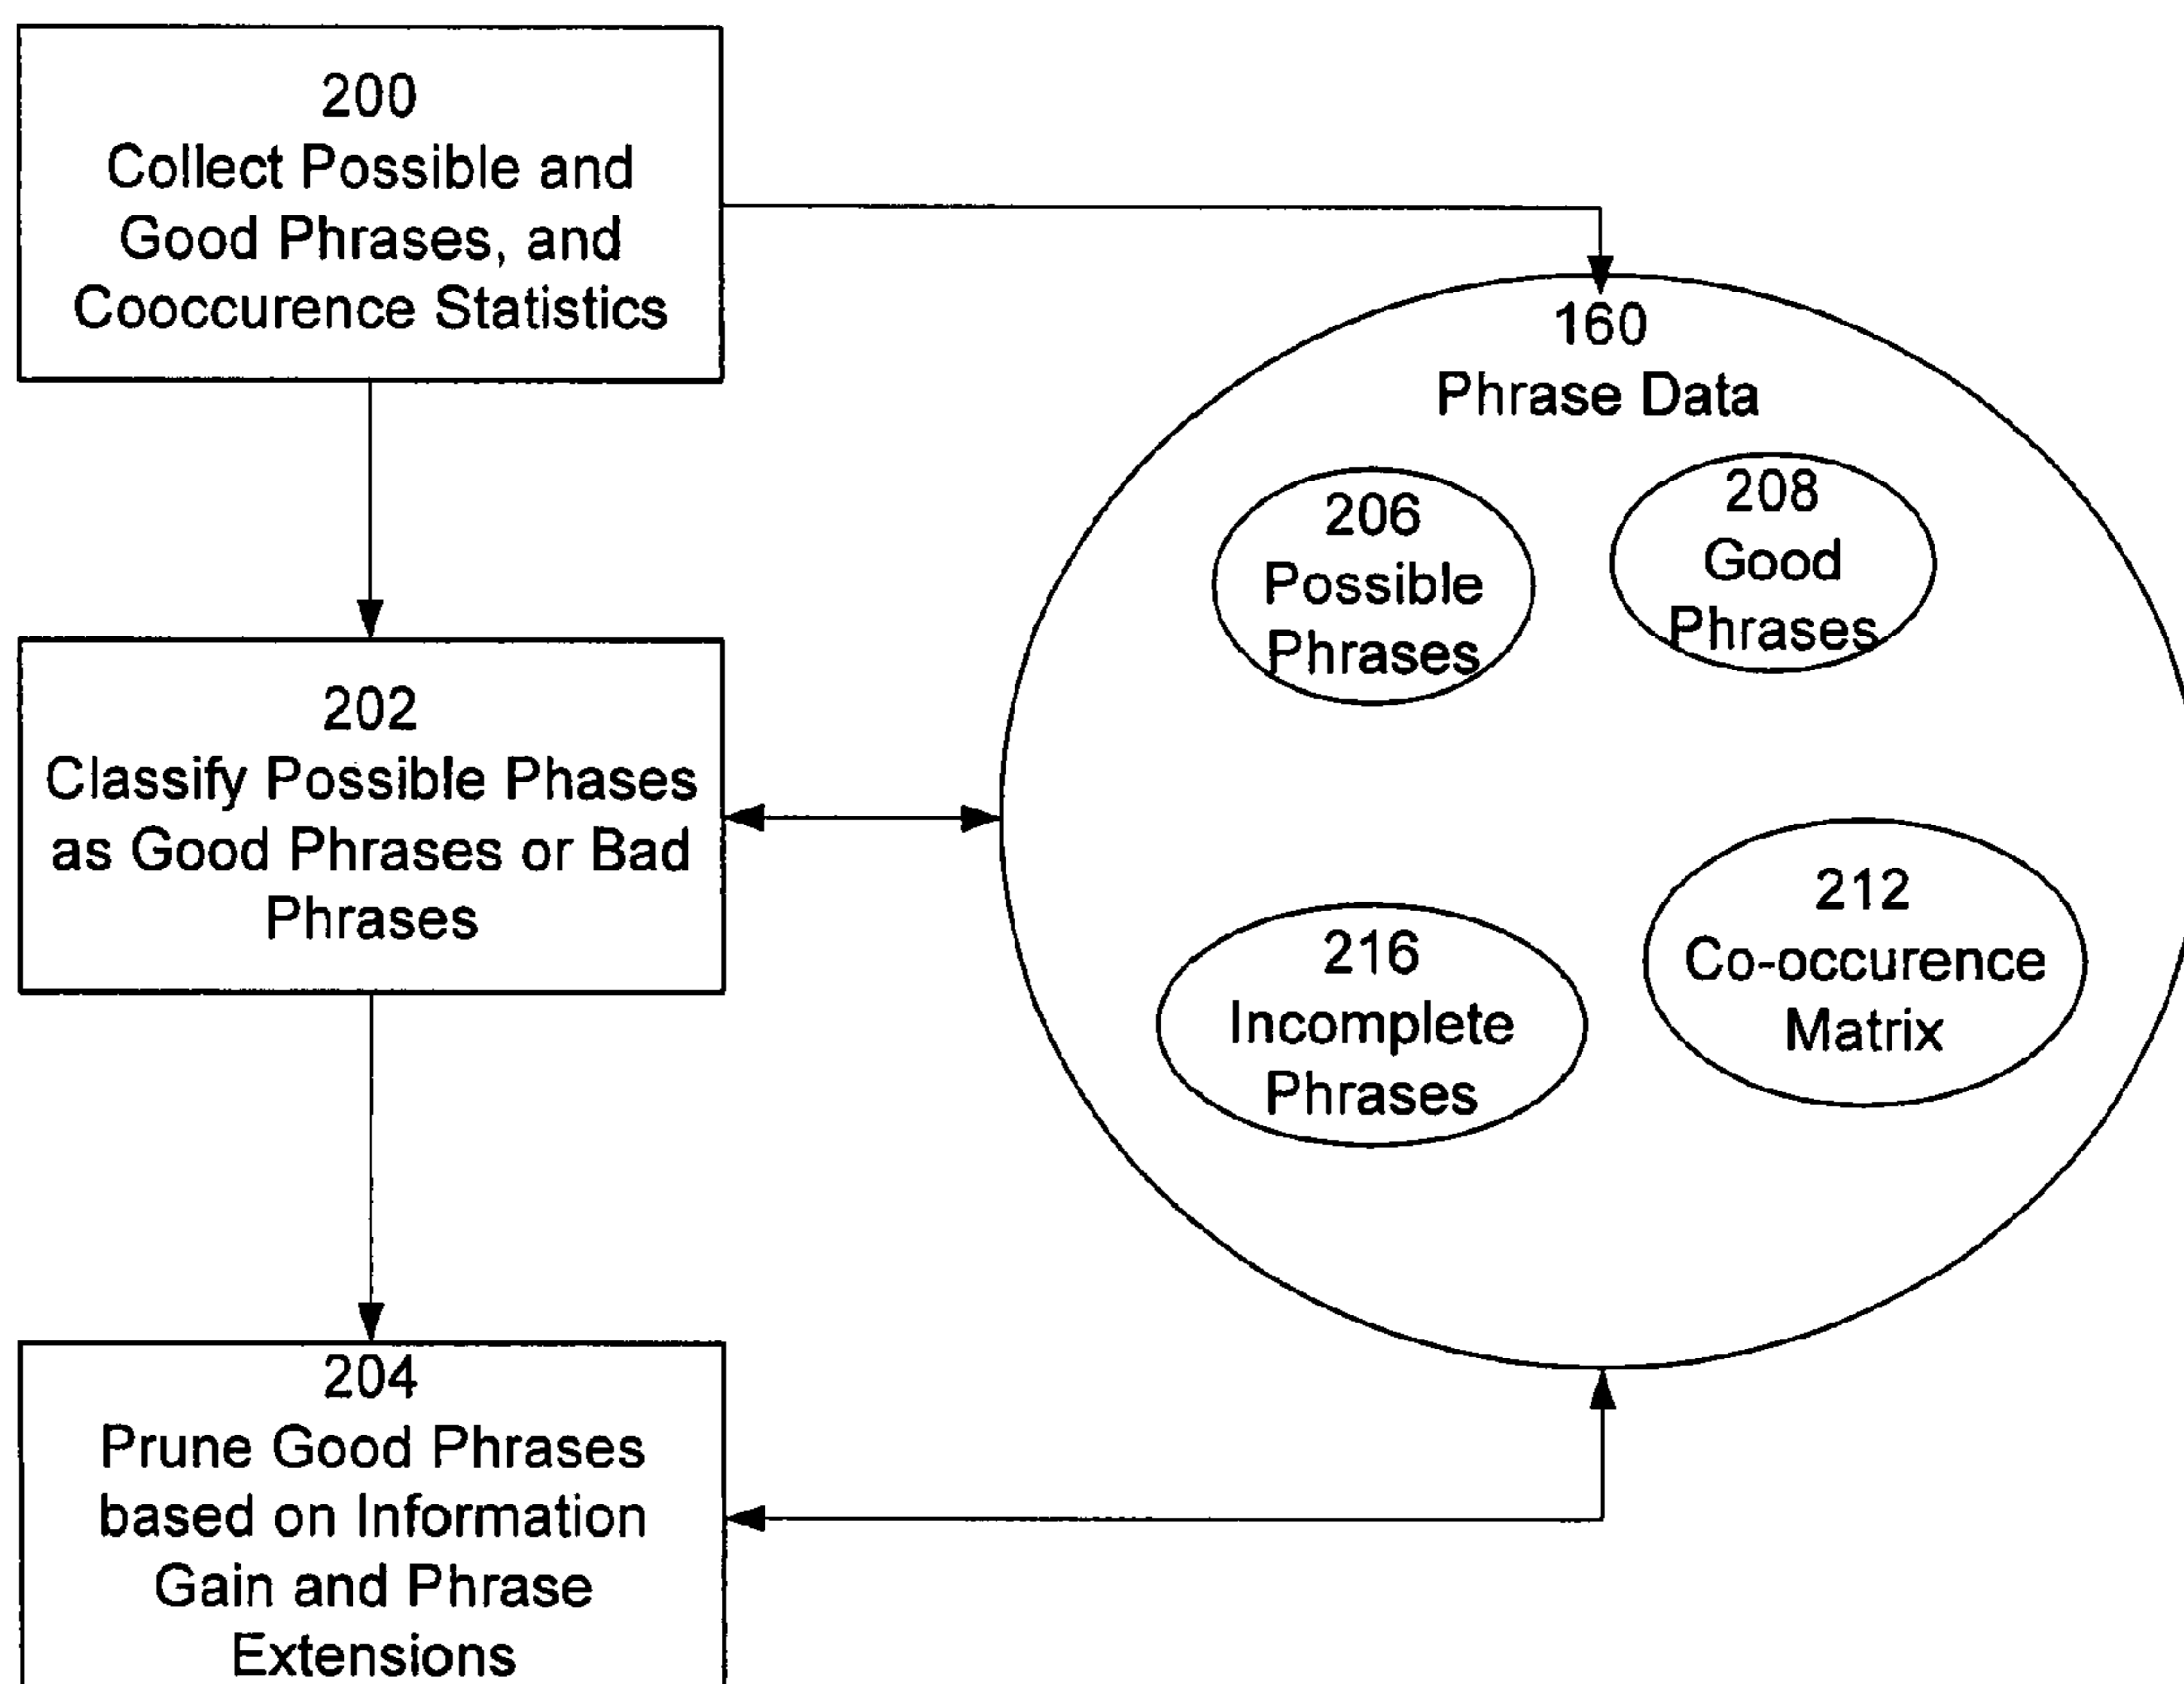 200
Collect Possible and
Good Phrases, and
Cooccurence Statistics
160
Phrase Data
206
Possible
Phrases
208
Good
Phrases
202
Classify Possible Phases
as Good Phrases or Bad
Phrases
212
Co-occurence
Matrix
216
Incomplete
Phrases
204
Prune Good Phrases
based on Information
Gain and Phrase
Extensions